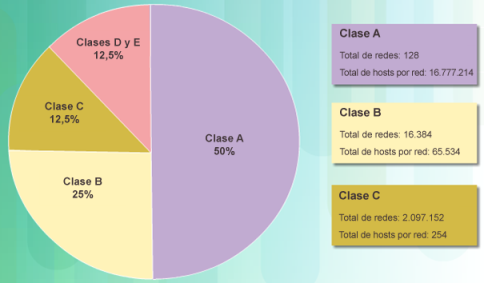 Clases D y E
12,5%
Clase C
12,5%
Clase B
25%
Clase A
50%
Clase A
Total de redes: 128
Total de hosts por red: 16.777.214
Clase B
Total de redes: 16.384
Total de hosts por red: 65.534
Clase C
Total de redes: 2.097.152
Total de hosts por red: 254